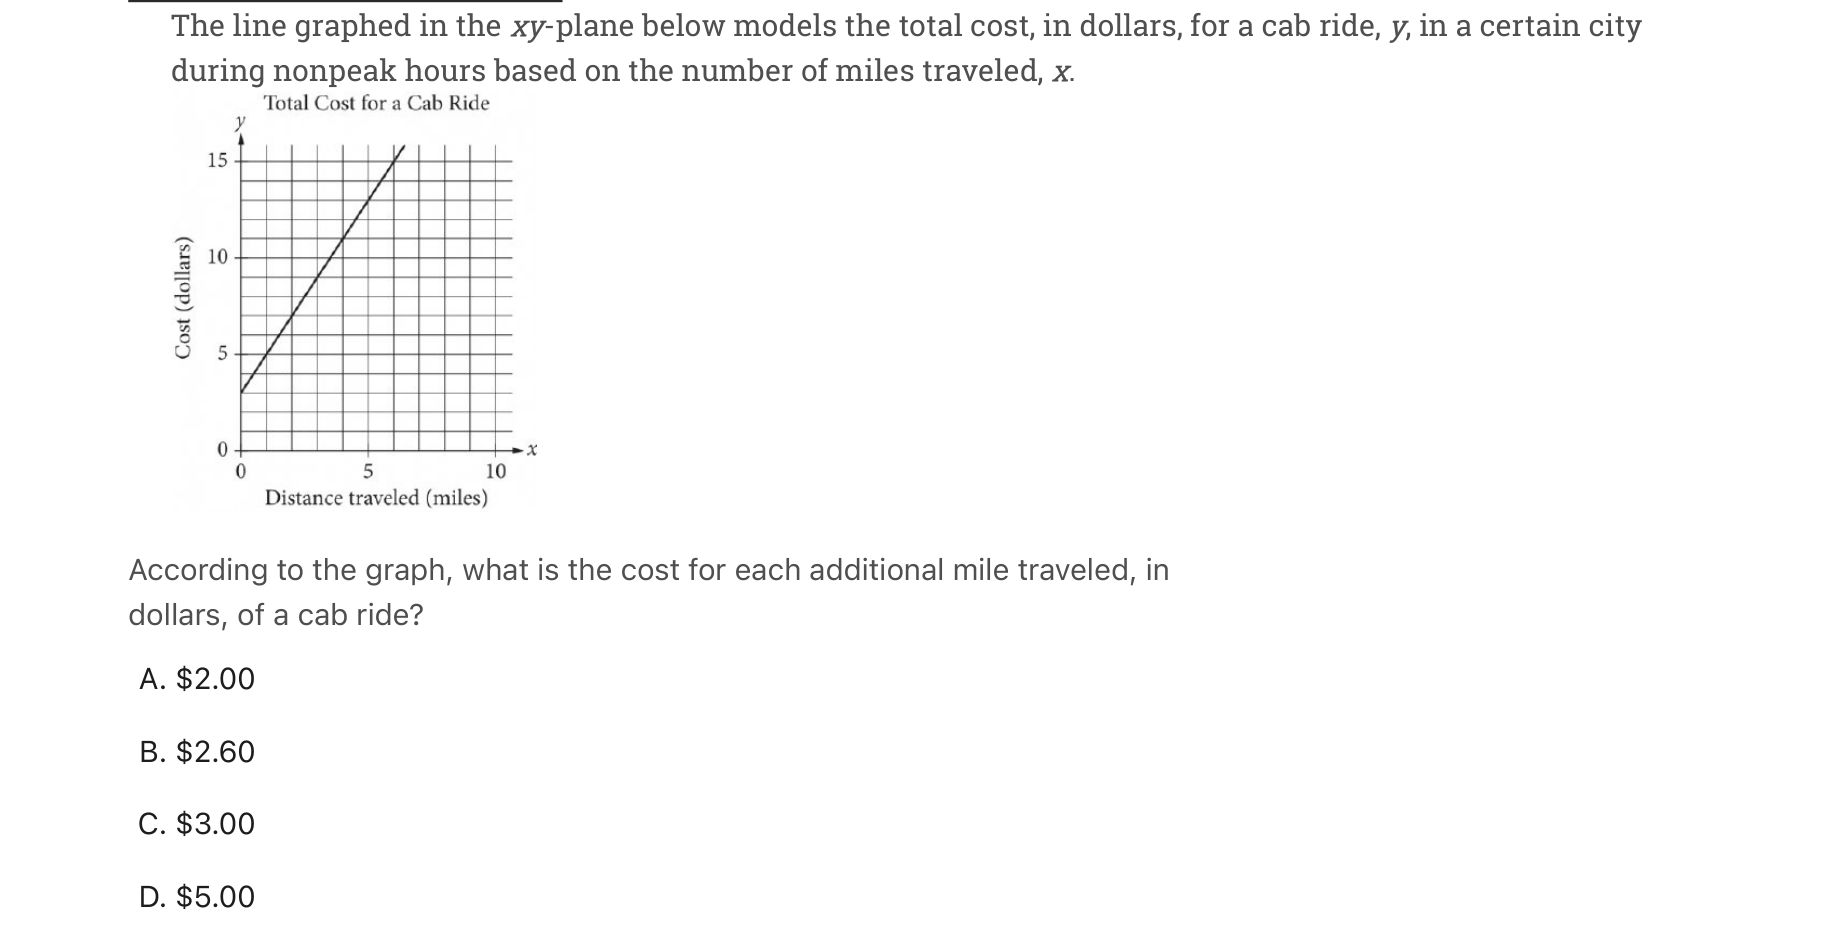 The line graphed in the xy-plane below models the total cost, in dollars, for a cab ride, y, in a certain city
during nonpeak hours based on the number of miles traveled, x.
Total Cost for a Cab Ride
y
15
10
5
0
Cost (dollars)
x
0 5 10
Distance traveled (miles)
According to the graph, what is the cost for each additional mile traveled, in
dollars, of a cab ride?
A. $2.00
B. $2.60
C. $3.00
D. $5.00